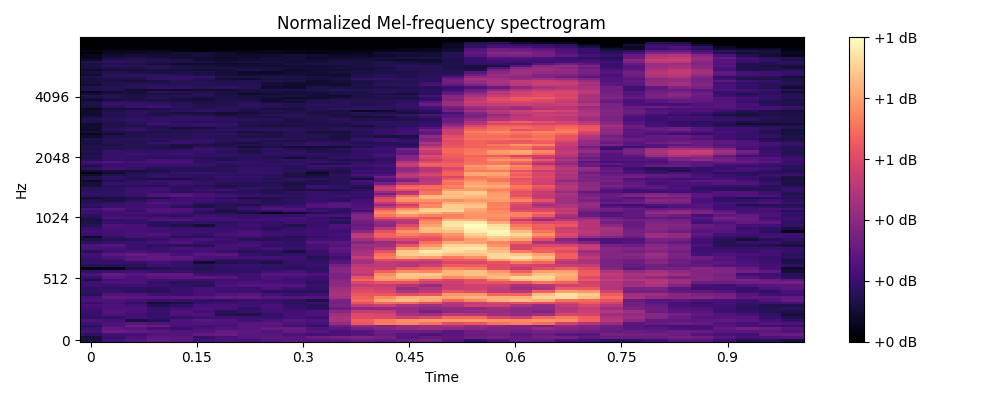 Normalized Mel-frequency spectrogram
Hz
4096
2048
1024
512
0
0 0.15 0.3 0.45 0.6 0.75 0.9
Time
+1 dB
+1 dB
+1 dB
+0 dB
+0 dB
+0 dB